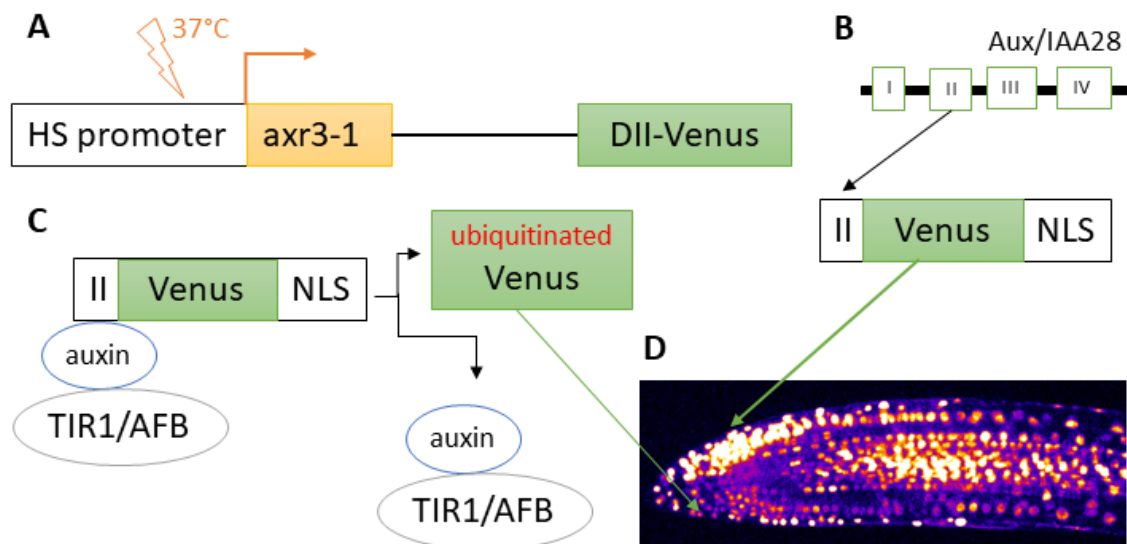 A
37°C
HS promoter
axr3-1
DII-Venus
B
Aux/IAA28
I
II
III
IV
II
Venus
NLS
C
II
Venus
NLS
auxin
TIR1/AFB
ubiquitinated
Venus
auxin
TIR1/AFB
D